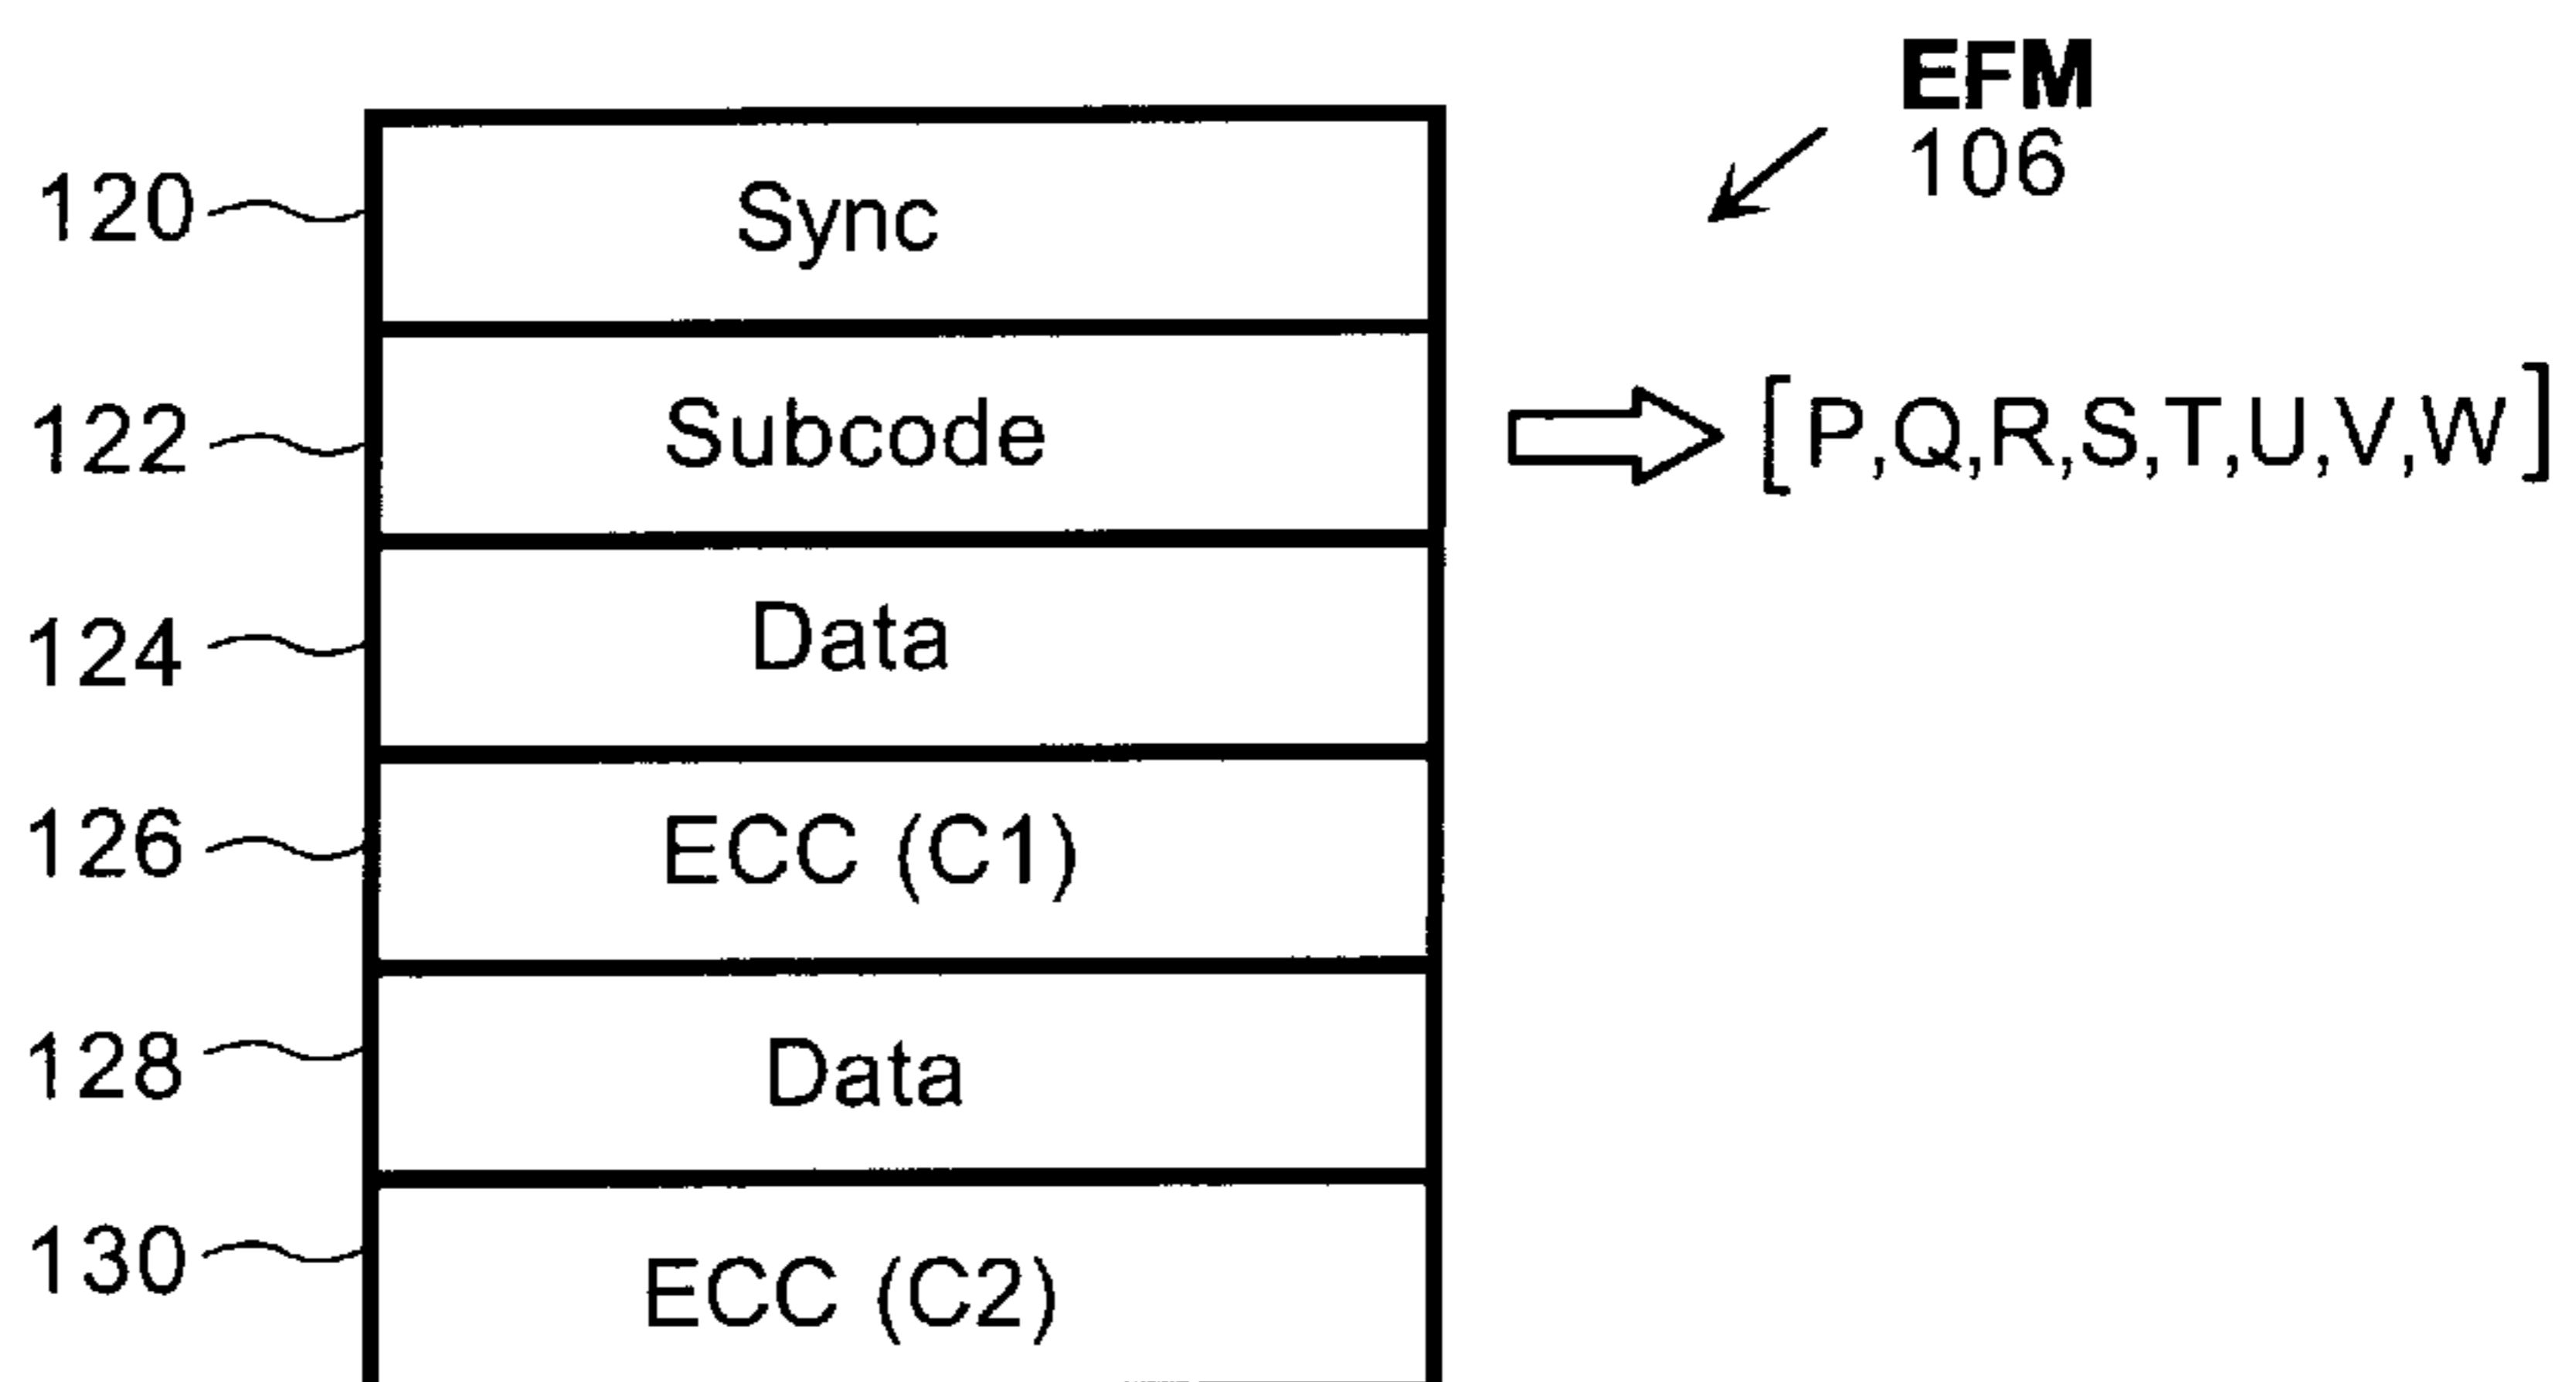 EFM
106
120 Sync
122 Subcode [P,Q,R,S,T,U,V,W]
124 Data
126 ECC (C1)
128 Data
130 ECC (C2)